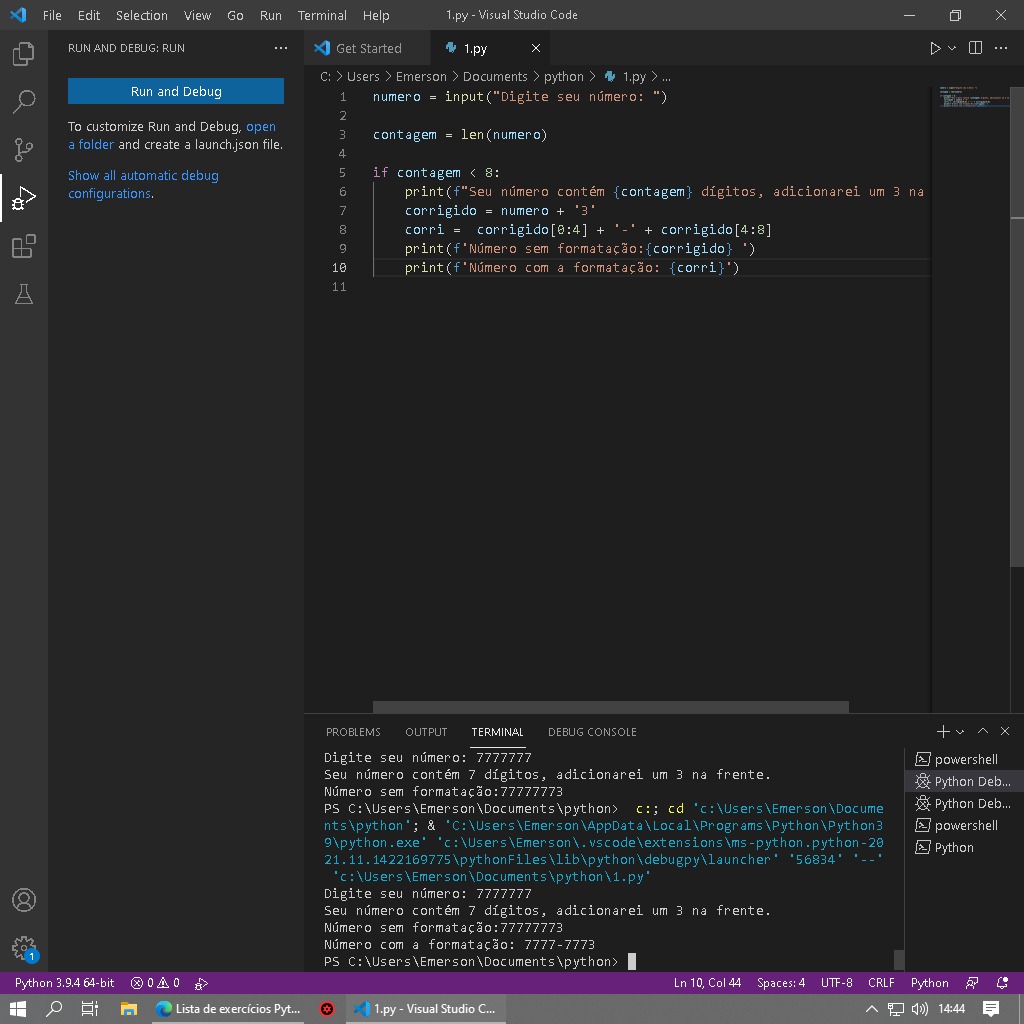 File Edit Selection View Go Run Terminal Help 1.py - Visual Studio Code
RUN AND DEBUG: RUN
Run and Debug
To customize Run and Debug, open
a folder and create a launch.json file.
Show all automatic debug
configurations.
Get Started 1.py
C: > Users > Emerson > Documents > python > 1.py > ...
1 numero = input("Digite seu número: ")
2
3 contagem = len(numero)
4
5 if contagem < 8:
6 print(f"Seu número contém {contagem} dígitos, adicionarei um 3 na
7 corrigido = numero + '3'
8 corri =  corrigido[0:4] + '-' + corrigido[4:8]
9 print(f'Número sem formatação:{corrigido} ')
10 print(f'Número com a formatação: {corri}')
11
PROBLEMS OUTPUT TERMINAL DEBUG CONSOLE
Digite seu número: 7777777
Seu número contém 7 dígitos, adicionarei um 3 na frente.
Número sem formatação:77777773
PS C:\Users\Emerson\Documents\python>  c:; cd 'c:\Users\Emerson\Docume
nts\python'; & 'C:\Users\Emerson\AppData\Local\Programs\Python\Python3
9\python.exe' 'c:\Users\Emerson\.vscode\extensions\ms-python.python-20
21.11.1422169775\pythonFiles\lib\python\debugpy\launcher' '56834' '--'
'c:\Users\Emerson\Documents\python\1.py'
Digite seu número: 7777777
Seu número contém 7 dígitos, adicionarei um 3 na frente.
Número sem formatação:77777773
Número com a formatação: 7777-7773
PS C:\Users\Emerson\Documents\python>
powershell
Python Deb...
Python Deb...
powershell
Python
1
Python 3.9.4 64-bit 0 0 Ln 10, Col 44 Spaces: 4 UTF-8 CRLF Python
Lista de exercícios Pyt... 1.py - Visual Studio C... 14:44